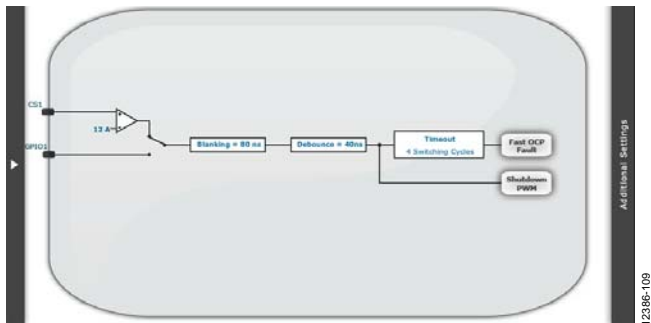 CS1
12 A
GPIO1
Blanking = 80 ns
Debounce = 40ns
Timeout
4 Switching Cycles
Fast OCP
Fault
Shutdown
PWM
Additional Settings
12386-109